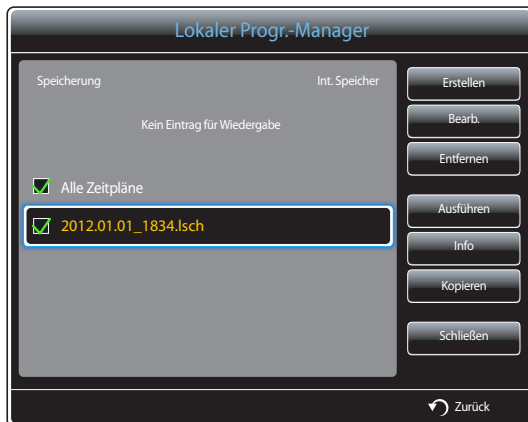 Lokaler Progr.-Manager
Speicherung Int. Speicher
Kein Eintrag für Wiedergabe
Alle Zeitpläne
2012.01.01_1834.lsch
Erstellen
Bearb.
Entfernen
Ausführen
Info
Kopieren
Schließen
Zurück